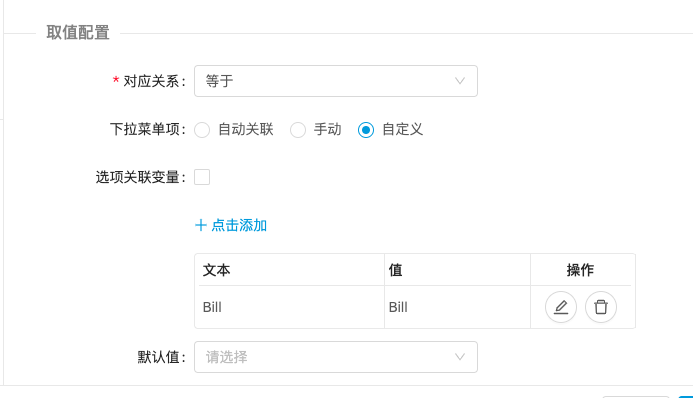 取值配置
* 对应关系: 等于
下拉菜单项: 自动关联 手动 自定义
选项关联变量:
+ 点击添加
文本 值 操作
Bill Bill
默认值: 请选择